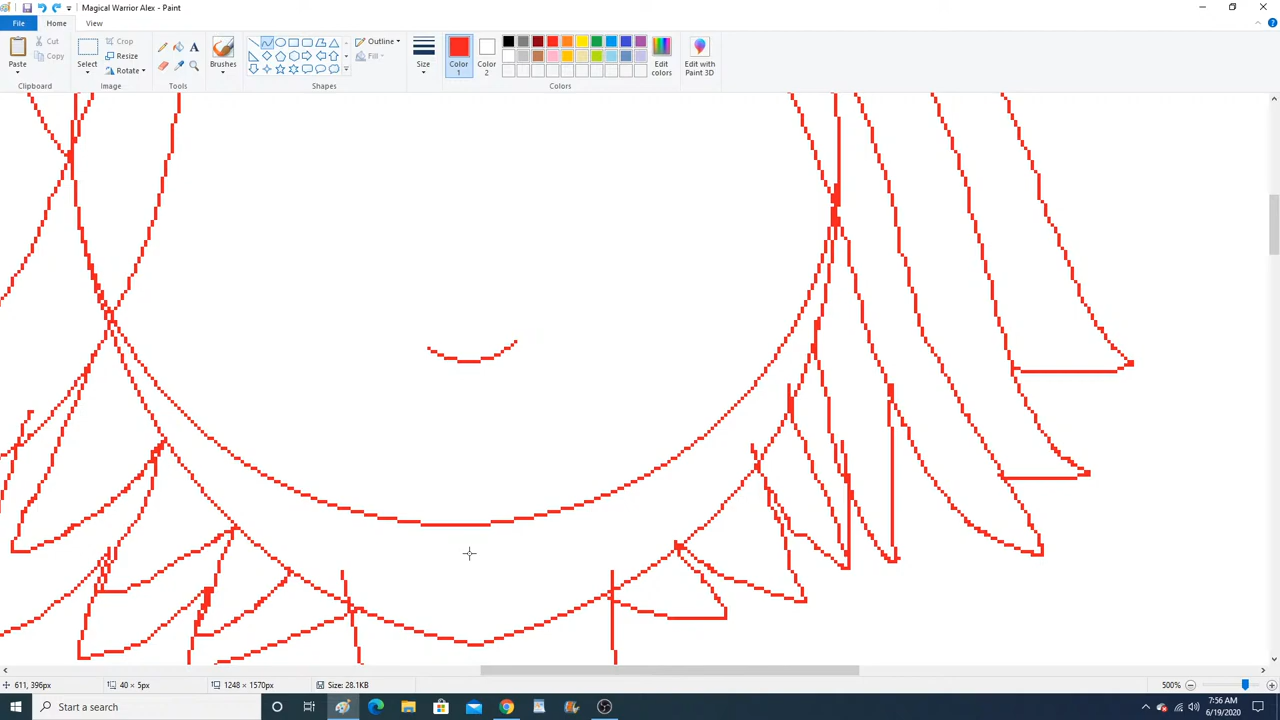 Magical Warrior Alex - Paint
File Home View
Paste Cut Copy Clipboard
Select Crop Resize Rotate Image
A Tools
Brushes
Outline Fill Shapes
Size
Color 1
Color 2
Edit colors
Colors
Edit with Paint 3D
611, 396px 40 × 5px 1248 × 1570px Size: 28.1KB 500%
Start a search
7:56 AM
6/19/2020